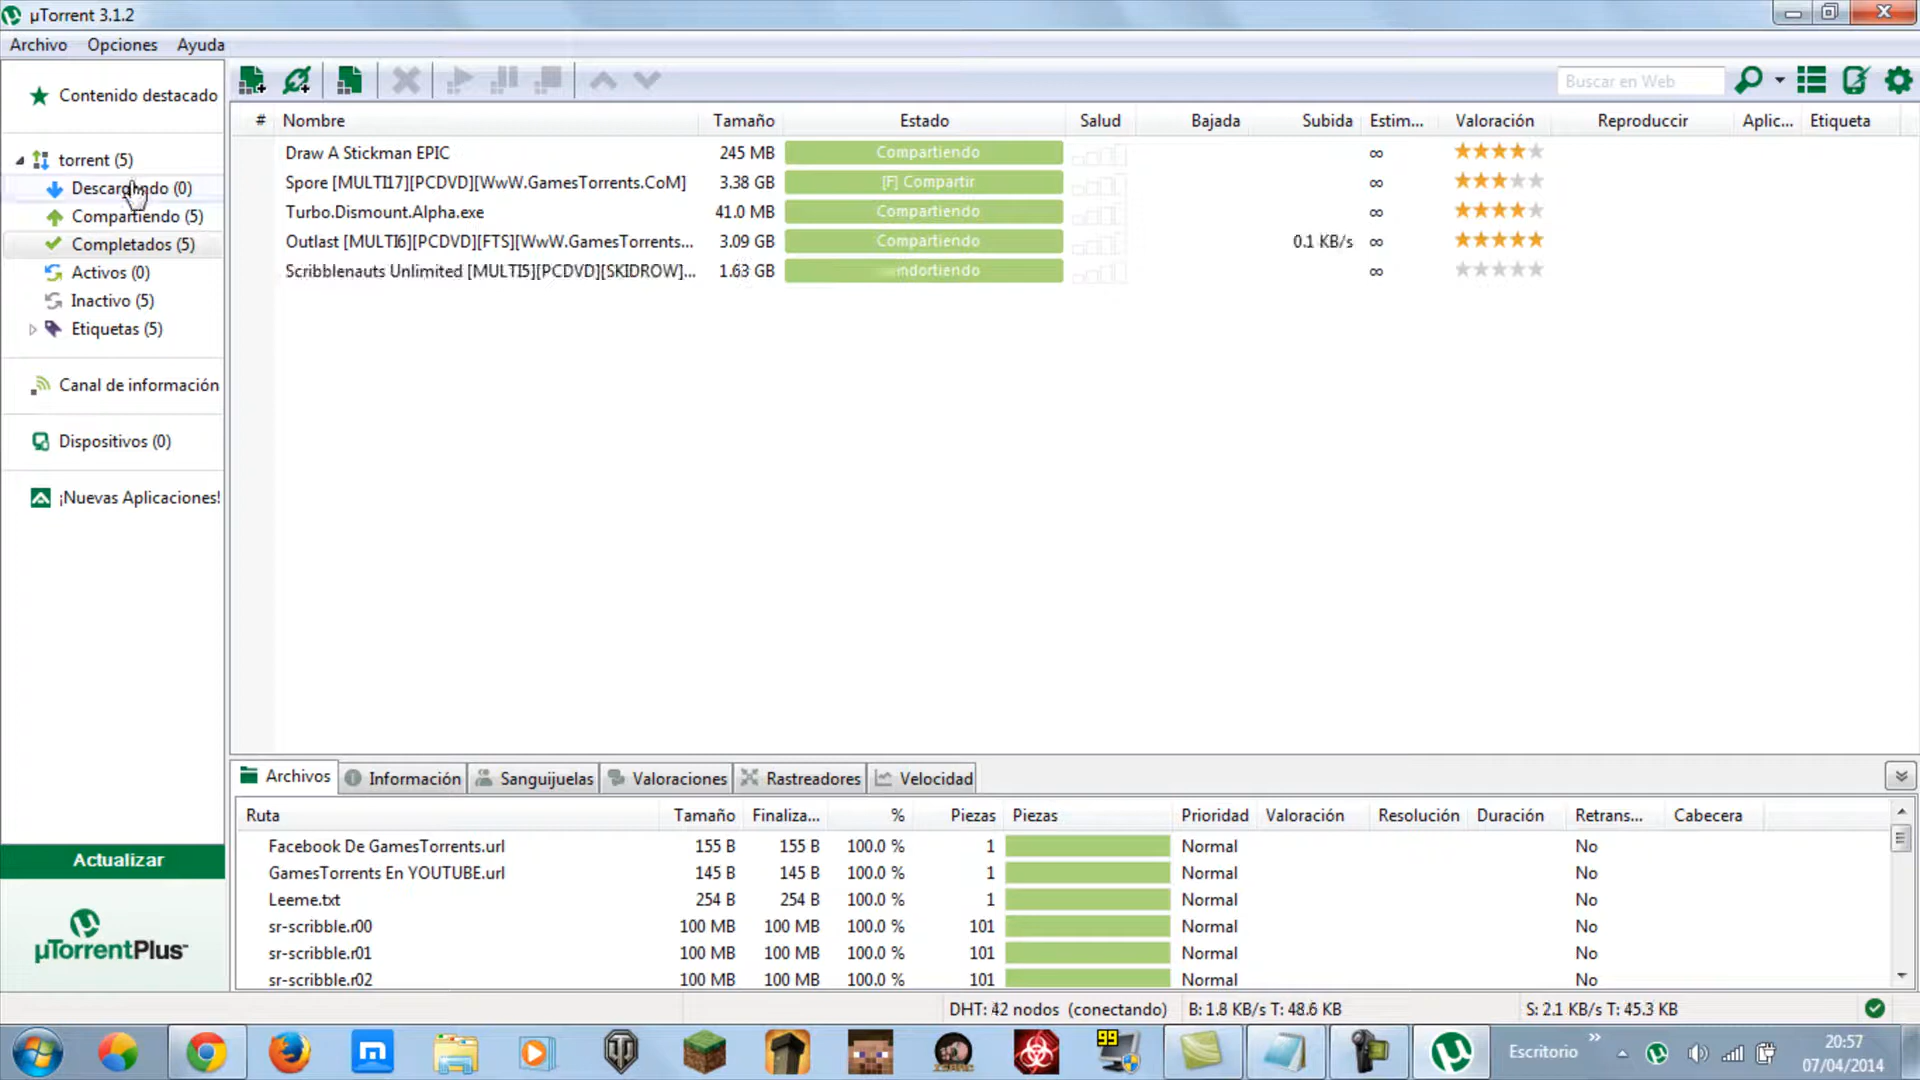 µTorrent 3.1.2
Archivo Opciones Ayuda
Contenido destacado
Buscar en Web
torrent (5)
Descargando (0)
Compartiendo (5)
Completados (5)
Activos (0)
Inactivo (5)
Etiquetas (5)
Canal de información
Dispositivos (0)
¡Nuevas Aplicaciones!
Actualizar
µTorrentPlus
# Nombre Tamaño Estado Salud Bajada Subida Estim... Valoración Reproduccir Aplic... Etiqueta
Draw A Stickman EPIC 245 MB Compartiendo ∞
Spore [MULTI17][PCDVD][WwW.GamesTorrents.CoM] 3.38 GB [F] Compartir ∞
Turbo.Dismount.Alpha.exe 41.0 MB Compartiendo ∞
Outlast [MULTI6][PCDVD][FTS][WwW.GamesTorrents... 3.09 GB Compartiendo 0.1 KB/s ∞
Scribblenauts Unlimited [MULTI5][PCDVD][SKIDROW]... 1.63 GB ∞
Archivos Información Sanguijuelas Valoraciones Rastreadores Velocidad
Ruta Tamaño Finaliza... % Piezas Piezas Prioridad Valoración Resolución Duración Retrans... Cabecera
Facebook De GamesTorrents.url 155 B 155 B 100.0 % 1 Normal No
GamesTorrents En YOUTUBE.url 145 B 145 B 100.0 % 1 Normal No
Leeme.txt 254 B 254 B 100.0 % 1 Normal No
sr-scribble.r00 100 MB 100 MB 100.0 % 101 Normal No
sr-scribble.r01 100 MB 100 MB 100.0 % 101 Normal No
sr-scribble.r02 100 MB 100 MB 100.0 % 101 Normal No
DHT: 42 nodos (conectando) B: 1.8 KB/s T: 48.6 KB S: 2.1 KB/s T: 45.3 KB
99
Escritorio »
20:57
07/04/2014